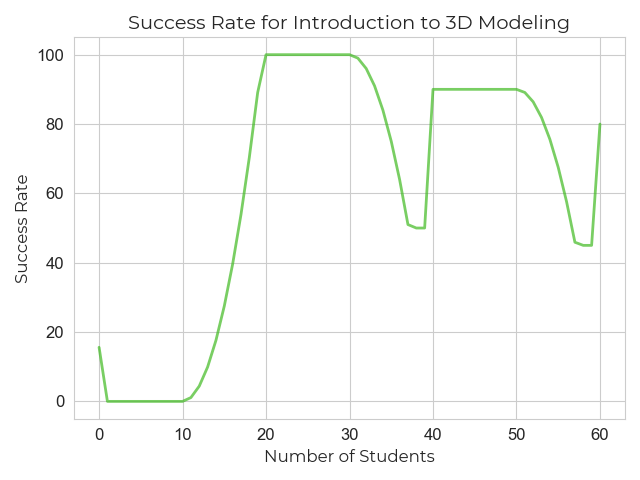 Success Rate for Introduction to 3D Modeling
100
80
60
40
20
0
Success Rate
0 10 20 30 40 50 60
Number of Students